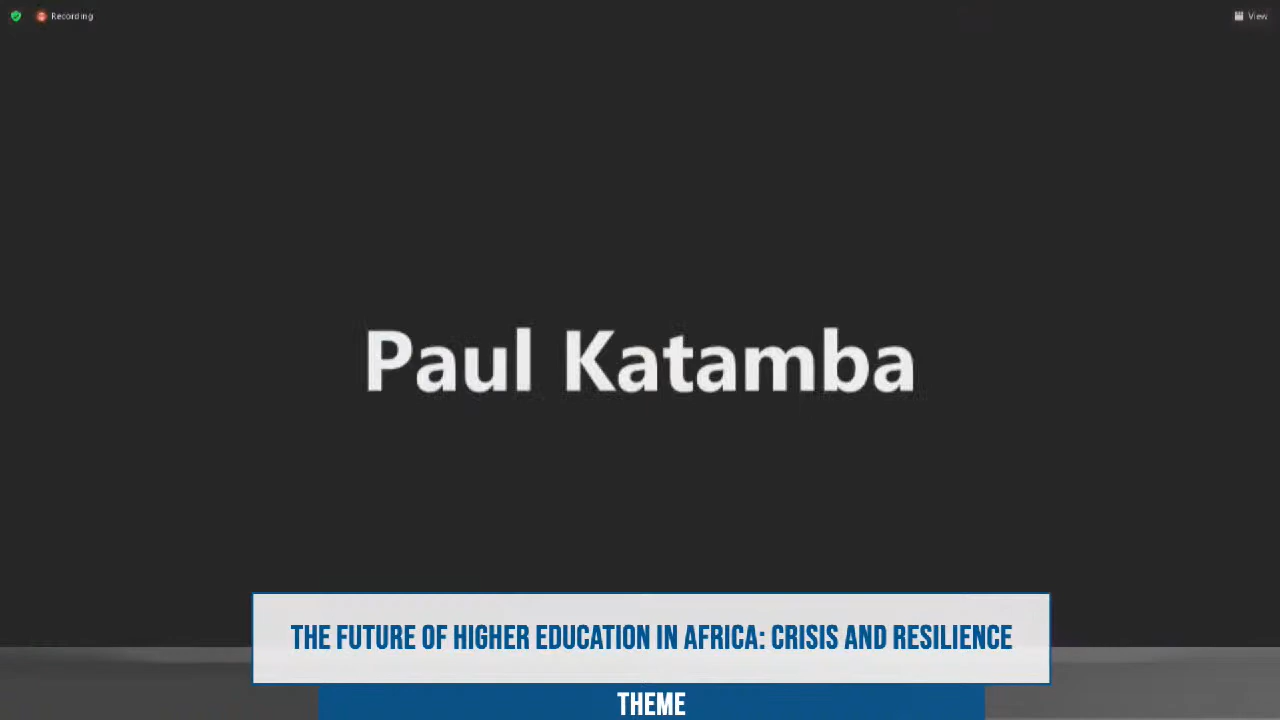 Recording
View
Paul Katamba
THE FUTURE OF HIGHER EDUCATION IN AFRICA: CRISIS AND RESILIENCE
THEME